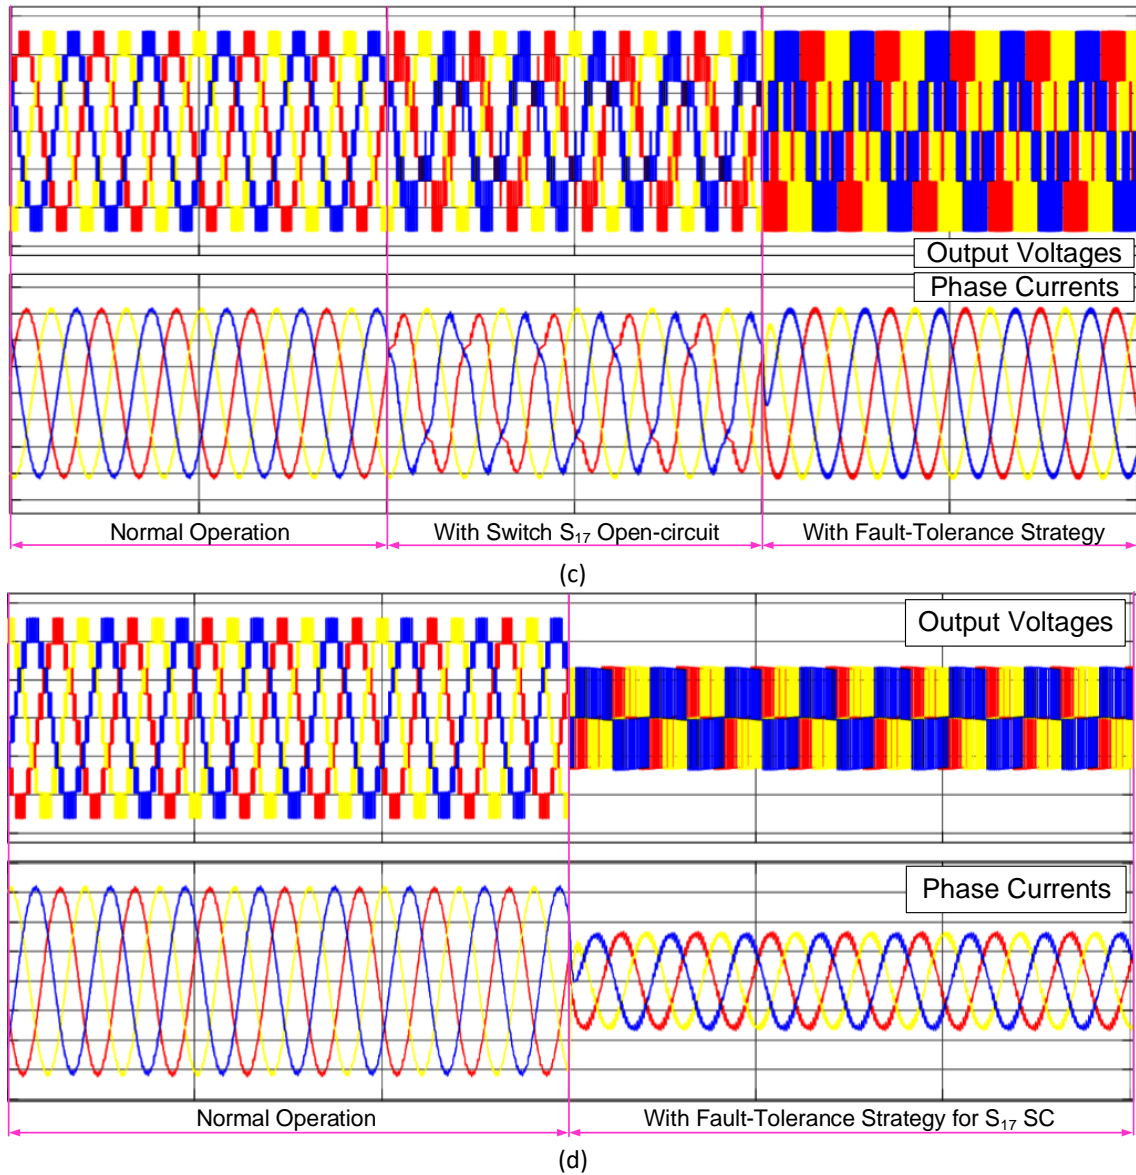 Output Voltages
Phase Currents
Normal Operation
With Switch S₁₇ Open-circuit
With Fault-Tolerance Strategy
(c)
Output Voltages
Phase Currents
Normal Operation
With Fault-Tolerance Strategy for S₁₇ SC
(d)